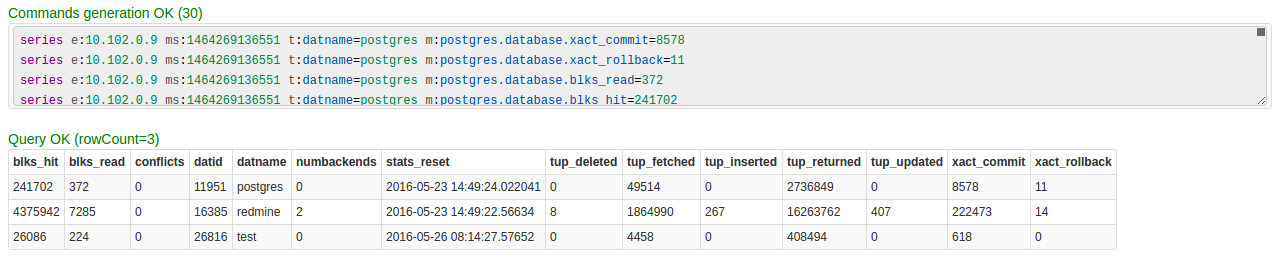 Commands generation OK (30)
series e:10.102.0.9 ms:1464269136551 t:datname=postgres m:postgres.database.xact_commit=8578
series e:10.102.0.9 ms:1464269136551 t:datname=postgres m:postgres.database.xact_rollback=11
series e:10.102.0.9 ms:1464269136551 t:datname=postgres m:postgres.database.blks_read=372
series e:10.102.0.9 ms:1464269136551 t:datname=postgres m:postgres.database.blks_hit=241702
Query OK (rowCount=3)
blks_hit blks_read conflicts datid datname numbackends stats_reset tup_deleted tup_fetched tup_inserted tup_returned tup_updated xact_commit xact_rollback
241702 372 0 11951 postgres 0 2016-05-23 14:49:24.022041 0 49514 0 2736849 0 8578 11
4375942 7285 0 16385 redmine 2 2016-05-23 14:49:22.56634 8 1864990 267 16263762 407 222473 14
26086 224 0 26816 test 0 2016-05-26 08:14:27.57652 0 4458 0 408494 0 618 0